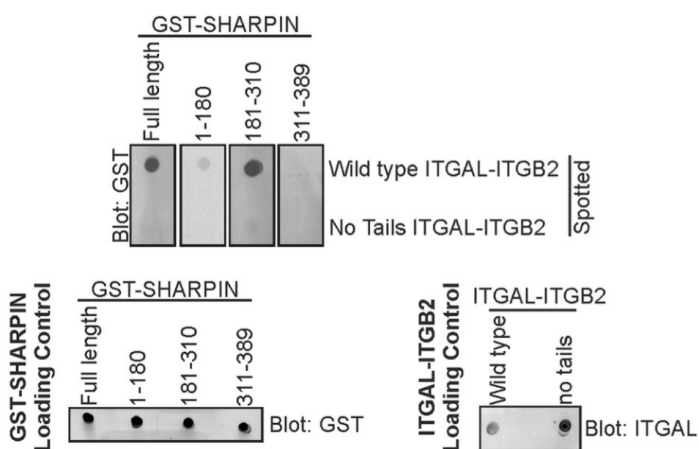 GST-SHARPIN
Full length
1-180
181-310
311-389
Blot: GST
Wild type ITGAL-ITGB2
No Tails ITGAL-ITGB2
Spotted
GST-SHARPIN
Loading Control
GST-SHARPIN
Full length
1-180
181-310
311-389
Blot: GST
ITGAL-ITGB2
Loading Control
ITGAL-ITGB2
Wild type
no tails
Blot: ITGAL